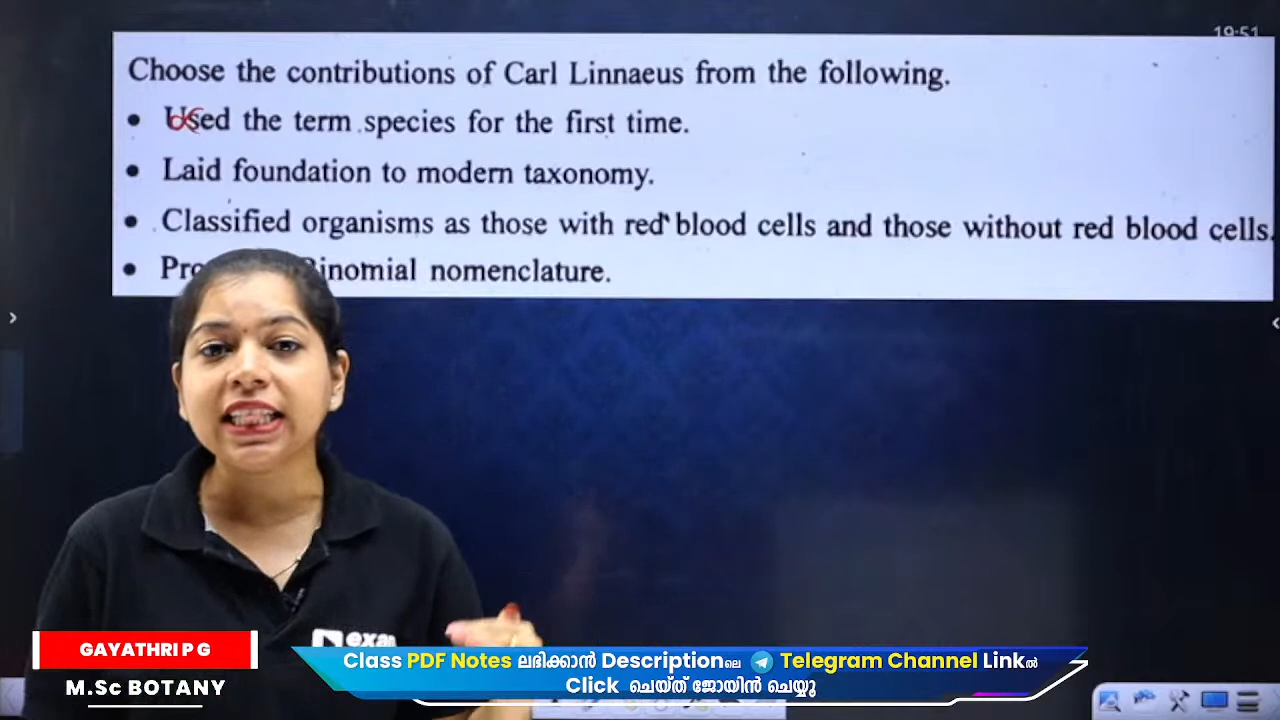 19:51
Choose the contributions of Carl Linnaeus from the following.
• Used the term species for the first time.
• Laid foundation to modern taxonomy.
• Classified organisms as those with red blood cells and those without red blood cells.
• Binomial nomenclature.
GAYATHRI P G
M.Sc BOTANY
Class PDF Notes ലഭിക്കാൻ Descriptionലെ Telegram Channel Linkൽ
Click ചെയ്ത് ജോയിൻ ചെയ്യൂ